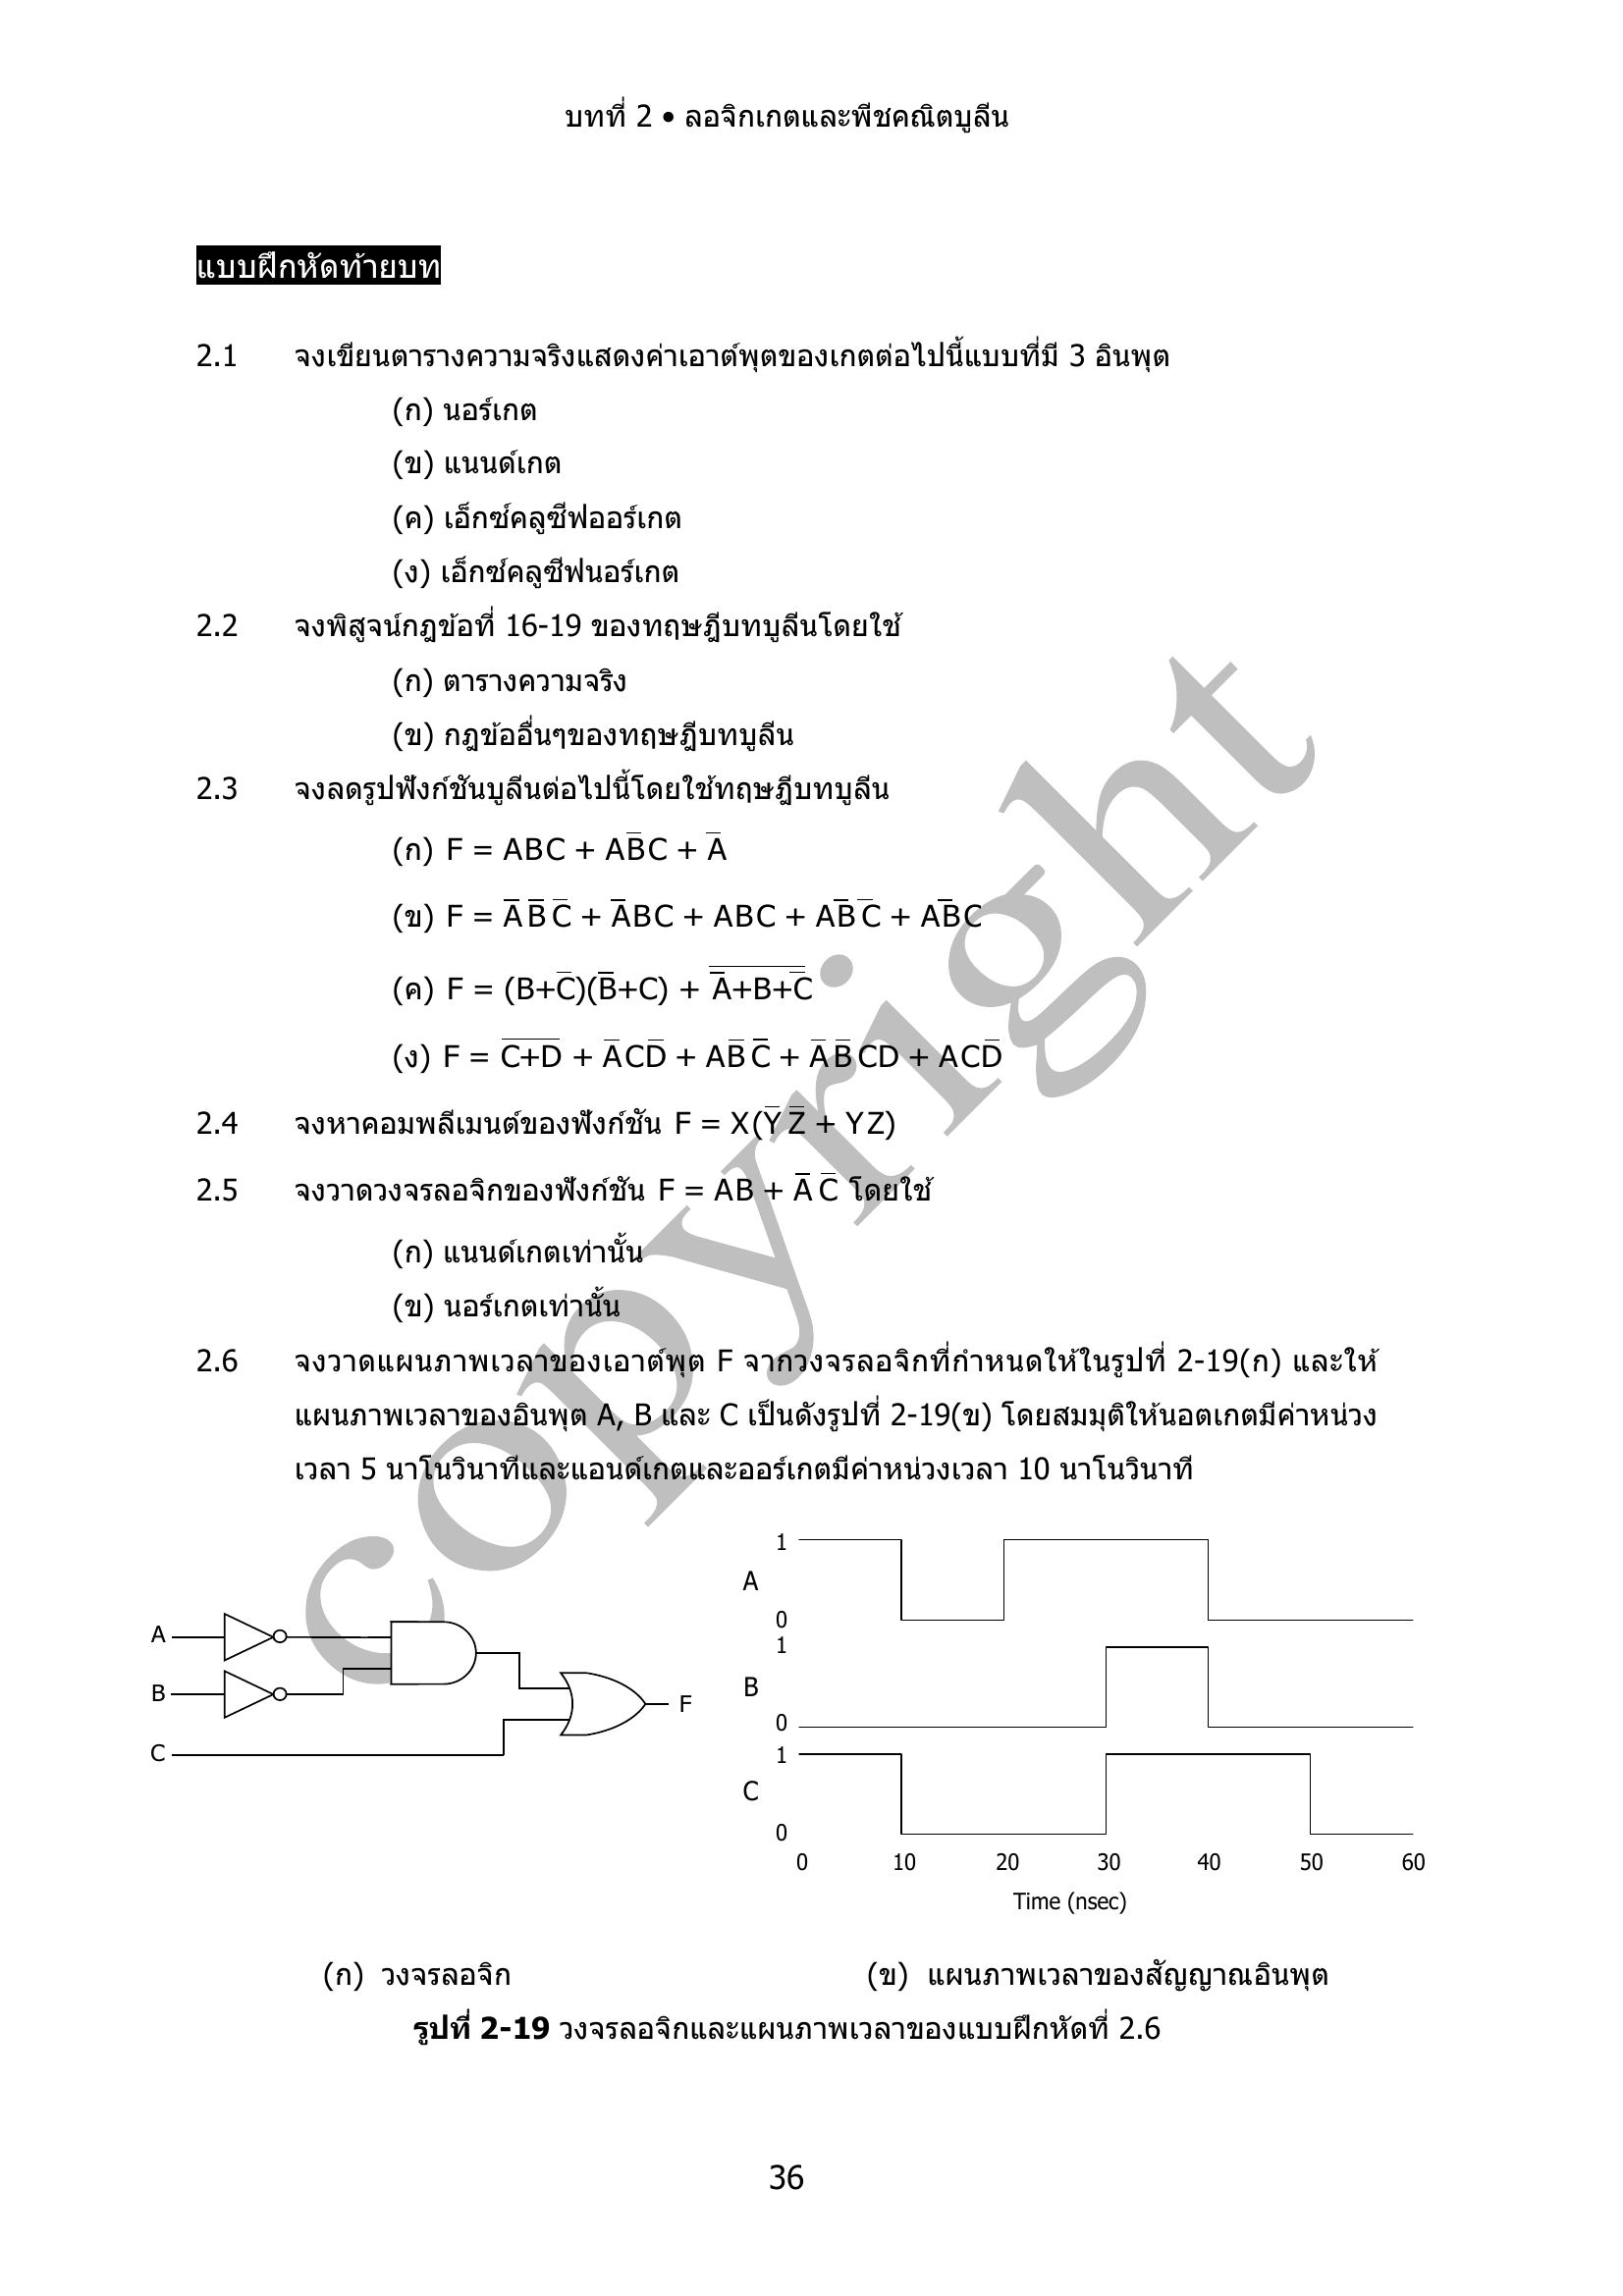 บทที่ 2 • ลอจิกเกตและพีชคณิตบูลีน
แบบฝึกหัดท้ายบท
2.1 จงเขียนตารางความจริงแสดงค่าเอาต์พุตของเกตต่อไปนี้แบบที่มี 3 อินพุต
(ก) นอร์เกต
(ข) แนนด์เกต
(ค) เอ็กซ์คลูซีฟออร์เกต
(ง) เอ็กซ์คลูซีฟนอร์เกต
2.2 จงพิสูจน์กฎข้อที่ 16-19 ของทฤษฎีบทบูลีนโดยใช้
(ก) ตารางความจริง
(ข) กฎข้ออื่นๆของทฤษฎีบทบูลีน
2.3 จงลดรูปฟังก์ชันบูลีนต่อไปนี้โดยใช้ทฤษฎีบทบูลีน
(ก) F = ABC + AB̅C + A̅
(ข) F = A̅ B̅ C̅ + A̅BC + ABC + AB̅ C̅ + AB̅C
(ค) F = (B+C̅)(B̅+C) + \overline{A̅+B+C̅}
(ง) F = \overline{C+D} + A̅CD̅ + AB̅ C̅ + A̅ B̅CD + ACD̅
2.4 จงหาคอมพลีเมนต์ของฟังก์ชัน F = X(Y̅ Z̅ + YZ)
2.5 จงวาดวงจรลอจิกของฟังก์ชัน F = AB + A̅ C̅ โดยใช้
(ก) แนนด์เกตเท่านั้น
(ข) นอร์เกตเท่านั้น
2.6 จงวาดแผนภาพเวลาของเอาต์พุต F จากวงจรลอจิกที่กำหนดให้ในรูปที่ 2-19(ก) และให้
แผนภาพเวลาของอินพุต A, B และ C เป็นดังรูปที่ 2-19(ข) โดยสมมุติให้นอตเกตมีค่าหน่วง
เวลา 5 นาโนวินาทีและแอนด์เกตและออร์เกตมีค่าหน่วงเวลา 10 นาโนวินาที
A
B
C
F
1
A
0
1
B
0
1
C
0
0 10 20 30 40 50 60
Time (nsec)
(ก) วงจรลอจิก
(ข) แผนภาพเวลาของสัญญาณอินพุต
รูปที่ 2-19 วงจรลอจิกและแผนภาพเวลาของแบบฝึกหัดที่ 2.6
36
copyright